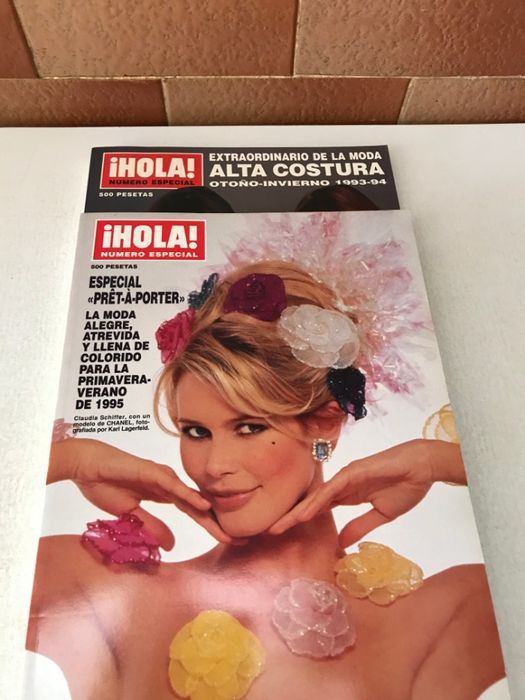 ¡HOLA!
NUMERO ESPECIAL
500 PESETAS
EXTRAORDINARIO DE LA MODA
ALTA COSTURA
OTOÑO-INVIERNO 1993-94
¡HOLA!
NUMERO ESPECIAL
500 PESETAS
ESPECIAL
«PRÊT-À-PORTER»
LA MODA
ALEGRE,
ATREVIDA
Y LLENA DE
COLORIDO
PARA LA
PRIMAVERA-
VERANO
DE 1995
Claudia Schiffer, con un
modelo de CHANEL, foto-
grafiada por Karl Lagerfeld.